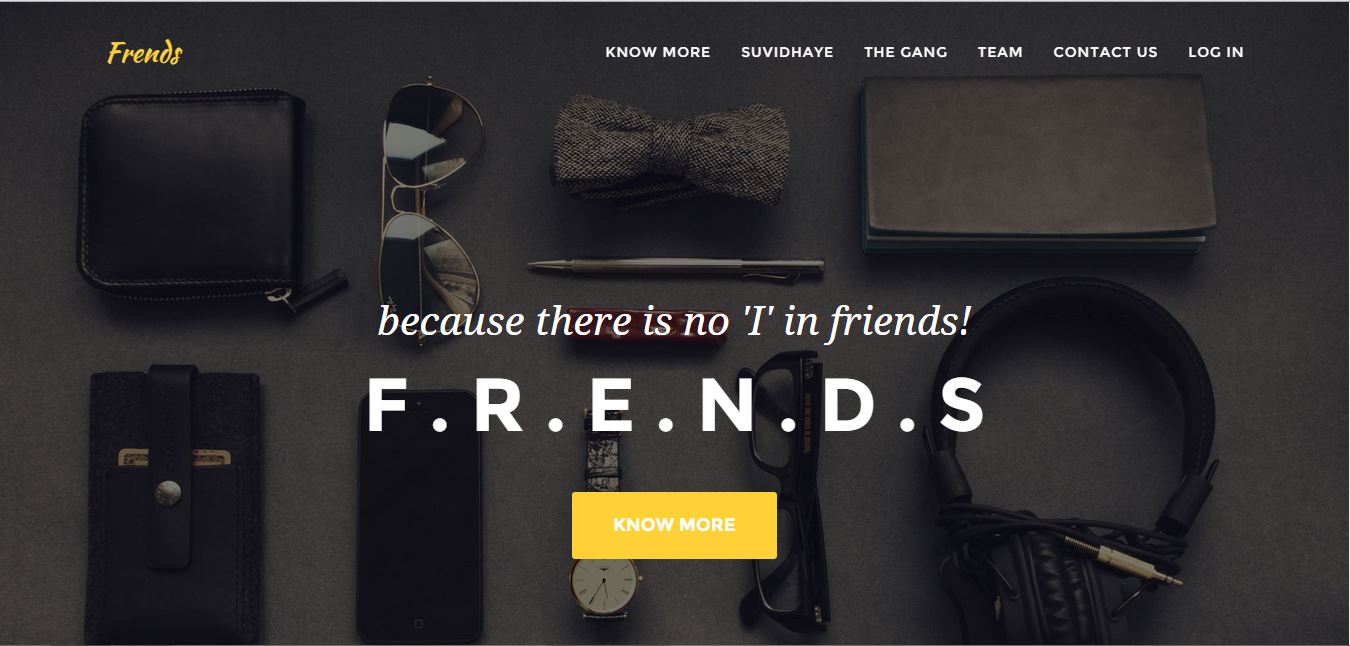 Frends
KNOW MORE SUVIDHAYE THE GANG TEAM CONTACT US LOG IN
because there is no 'I' in friends!
F.R.E.N.D.S
KNOW MORE